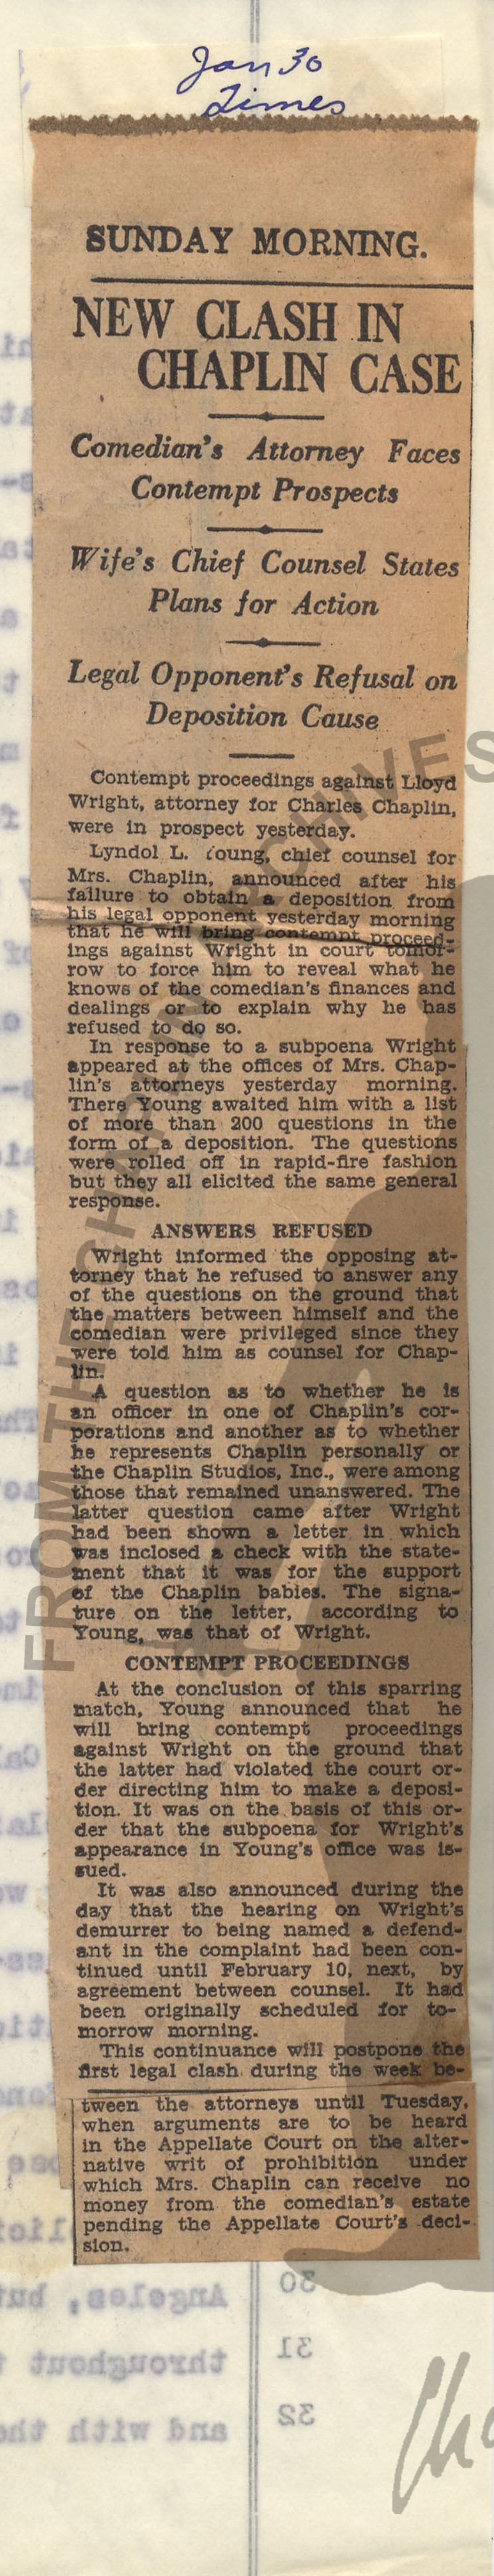 Jan 30
Times
SUNDAY MORNING.
NEW CLASH IN
CHAPLIN CASE
Comedian's Attorney Faces
Contempt Prospects
Wife's Chief Counsel States
Plans for Action
Legal Opponent's Refusal on
Deposition Cause
Contempt proceedings against Lloyd
Wright, attorney for Charles Chaplin,
were in prospect yesterday.
Lyndol L. Young, chief counsel for
Mrs. Chaplin, announced after his
failure to obtain a deposition from
his legal opponent yesterday morning
that he will bring contempt proceed-
ings against Wright in court tomor-
row to force him to reveal what he
knows of the comedian's finances and
dealings or to explain why he has
refused to do so.
In response to a subpoena Wright
appeared at the offices of Mrs. Chap-
lin's attorneys yesterday morning.
There Young awaited him with a list
of more than 200 questions in the
form of a deposition. The questions
were rolled off in rapid-fire fashion
but they all elicited the same general
response.
ANSWERS REFUSED
Wright informed the opposing at-
torney that he refused to answer any
of the questions on the ground that
the matters between himself and the
comedian were privileged since they
were told him as counsel for Chap-
lin.
A question as to whether he is
an officer in one of Chaplin's cor-
porations and another as to whether
he represents Chaplin personally or
the Chaplin Studios, Inc., were among
those that remained unanswered. The
latter question came after Wright
had been shown a letter in which
was inclosed a check with the state-
ment that it was for the support
of the Chaplin babies. The signa-
ture on the letter, according to
Young, was that of Wright.
CONTEMPT PROCEEDINGS
At the conclusion of this sparring
match, Young announced that he
will bring contempt proceedings
against Wright on the ground that
the latter had violated the court or-
der directing him to make a deposi-
tion. It was on the basis of this or-
der that the subpoena for Wright's
appearance in Young's office was is-
sued.
It was also announced during the
day that the hearing on Wright's
demurrer to being named a defend-
ant in the complaint had been con-
tinued until February 10, next, by
agreement between counsel. It had
been originally scheduled for to-
morrow morning.
This continuance will postpone the
first legal clash during the week be-
tween the attorneys until Tuesday,
when arguments are to be heard
in the Appellate Court on the alter-
native writ of prohibition under
which Mrs. Chaplin can receive no
money from the comedian's estate
pending the Appellate Court's deci-
sion.
FROM THE CHAPLIN ARCHIVES
30
Angeles, but
31
throughout
32
and with the